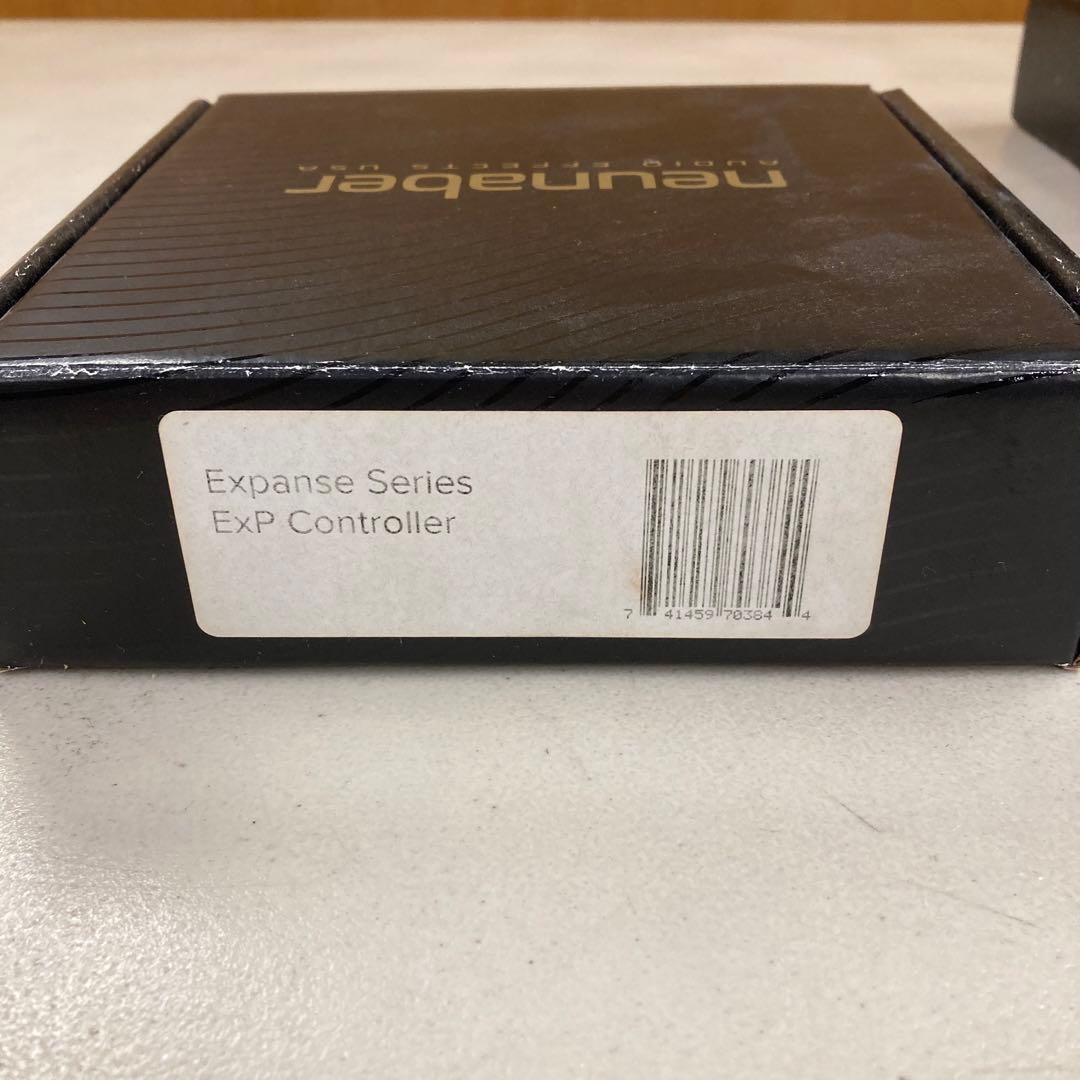 neunaber
AUDIO EFFECTS USA
Expanse Series
ExP Controller
7 41459 70384 4